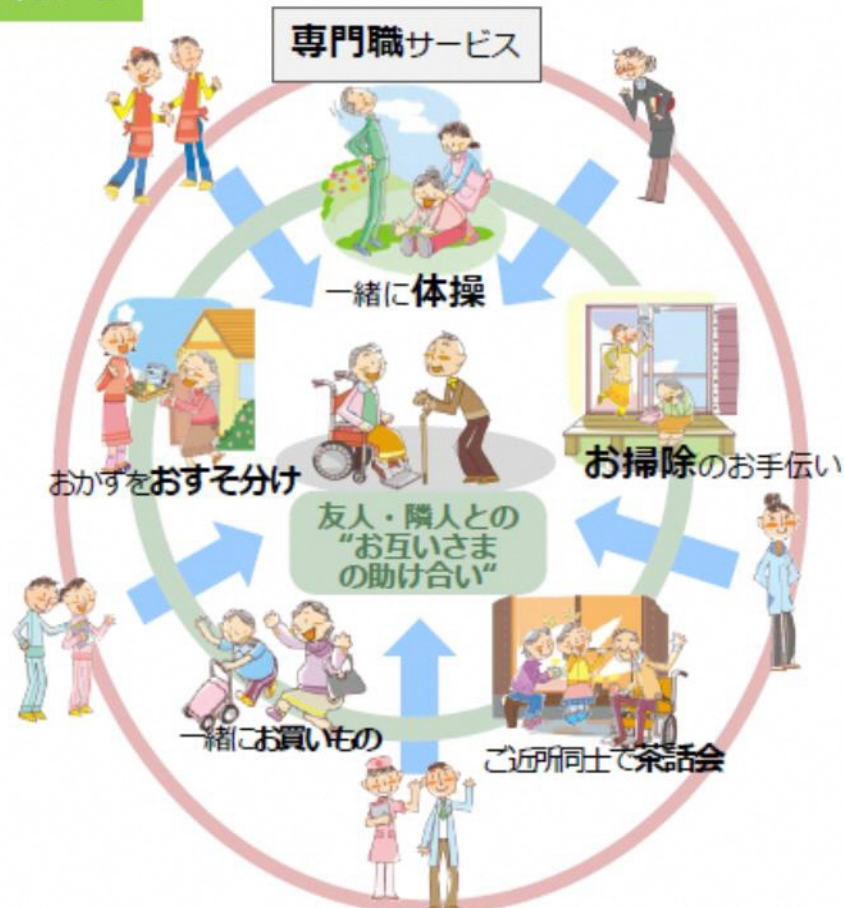 専門職サービス
一緒に体操
おかずをおすそ分け
お掃除のお手伝い
友人・隣人との
“お互いさま
の助け合い”
一緒にお買いもの
ご近所同士で茶話会